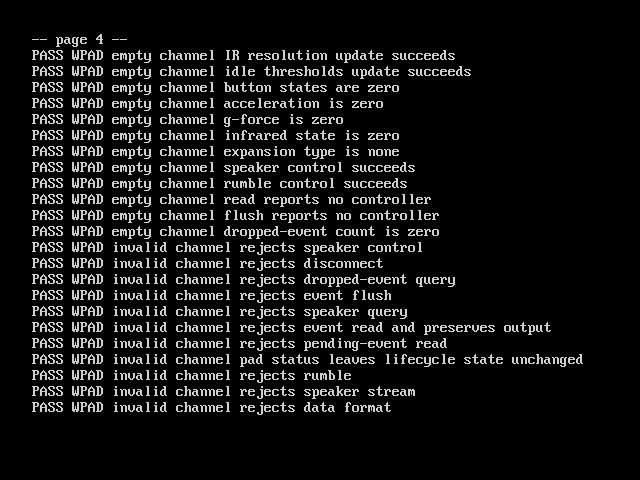 -- page 4 --
PASS WPAD empty channel IR resolution update succeeds
PASS WPAD empty channel idle thresholds update succeeds
PASS WPAD empty channel button states are zero
PASS WPAD empty channel acceleration is zero
PASS WPAD empty channel g-force is zero
PASS WPAD empty channel infrared state is zero
PASS WPAD empty channel expansion type is none
PASS WPAD empty channel speaker control succeeds
PASS WPAD empty channel rumble control succeeds
PASS WPAD empty channel read reports no controller
PASS WPAD empty channel flush reports no controller
PASS WPAD empty channel dropped-event count is zero
PASS WPAD invalid channel rejects speaker control
PASS WPAD invalid channel rejects disconnect
PASS WPAD invalid channel rejects dropped-event query
PASS WPAD invalid channel rejects event flush
PASS WPAD invalid channel rejects speaker query
PASS WPAD invalid channel rejects event read and preserves output
PASS WPAD invalid channel rejects pending-event read
PASS WPAD invalid channel pad status leaves lifecycle state unchanged
PASS WPAD invalid channel rejects rumble
PASS WPAD invalid channel rejects speaker stream
PASS WPAD invalid channel rejects data format